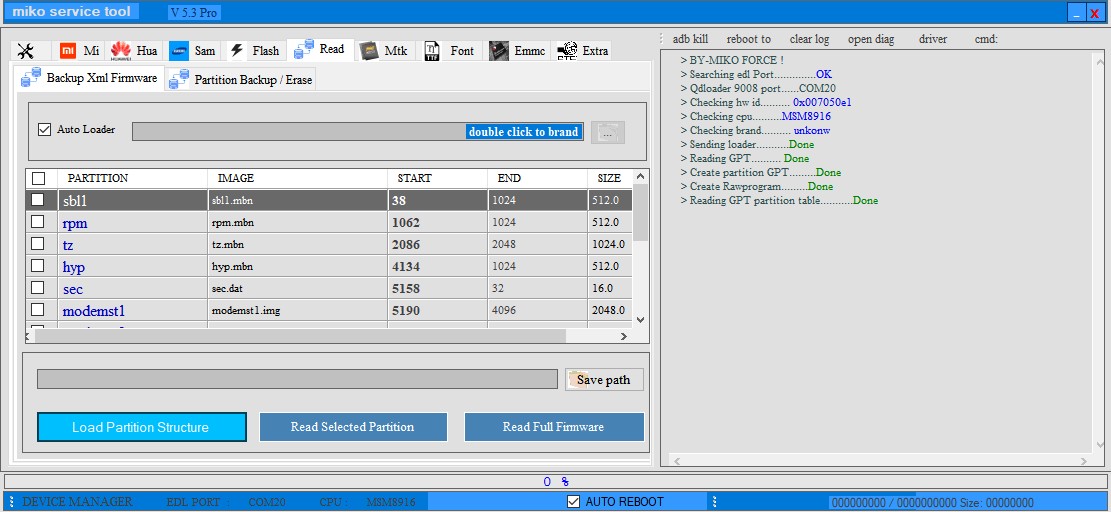 miko service tool V 5.3 Pro _ X
Mi Hua Sam Flash Read Mtk Font Emmc Extra
Backup Xml Firmware Partition Backup / Erase
Auto Loader double click to brand ...
PARTITION IMAGE START END SIZE
sbl1 sbl1.mbn 38 1024 512.0
rpm rpm.mbn 1062 1024 512.0
tz tz.mbn 2086 2048 1024.0
hyp hyp.mbn 4134 1024 512.0
sec sec.dat 5158 32 16.0
modemst1 modemst1.img 5190 4096 2048.0
Save path
Load Partition Structure Read Selected Partition Read Full Firmware
adb kill reboot to clear log open diag driver cmd:
> BY-MIKO FORCE !
> Searching edl Port.............OK
> Qdloader 9008 port......COM20
> Checking hw id.......... 0x007050e1
> Checking cpu..........MSM8916
> Checking brand.......... unkonw
> Sending loader...........Done
> Reading GPT.......... Done
> Create partition GPT.........Done
> Create Rawprogram..........Done
> Reading GPT partition table...........Done
0 %
DEVICE MANAGER EDL PORT : COM20 CPU : MSM8916 AUTO REBOOT 000000000 / 0000000000 Size: 00000000